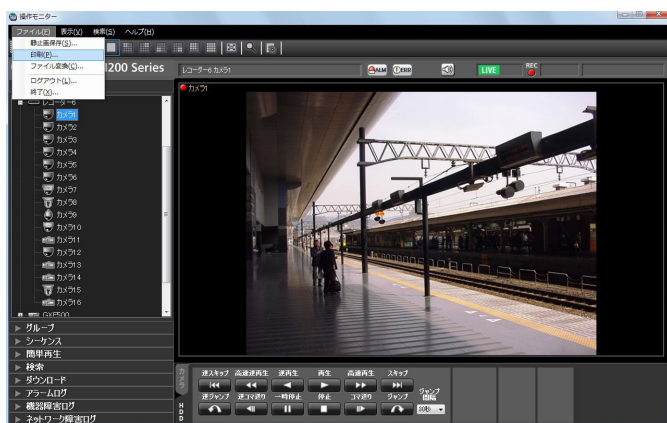 操作モニター
ファイル(F) 表示(V) 検索(S) ヘルプ(H)
静止画保存(S)...
印刷(P)...
ファイル変換(C)...
ログアウト(L)...
終了(X)...
200 Series
レコーダー6 カメラ1
ALM
ERR
LIVE
REC
カメラ1
レコーダー6
カメラ1
カメラ2
カメラ3
カメラ4
カメラ5
カメラ6
カメラ7
カメラ8
カメラ9
カメラ10
カメラ11
カメラ12
カメラ13
カメラ14
カメラ15
カメラ16
グループ
シーケンス
簡単再生
検索
ダウンロード
アラームログ
機器障害ログ
ネットワーク障害ログ
カメラ
HDD
逆スキップ 高速逆再生 逆再生 再生 高速再生 スキップ
逆ジャンプ 逆コマ送り 一時停止 停止 コマ送り ジャンプ
ジャンプ間隔
30秒